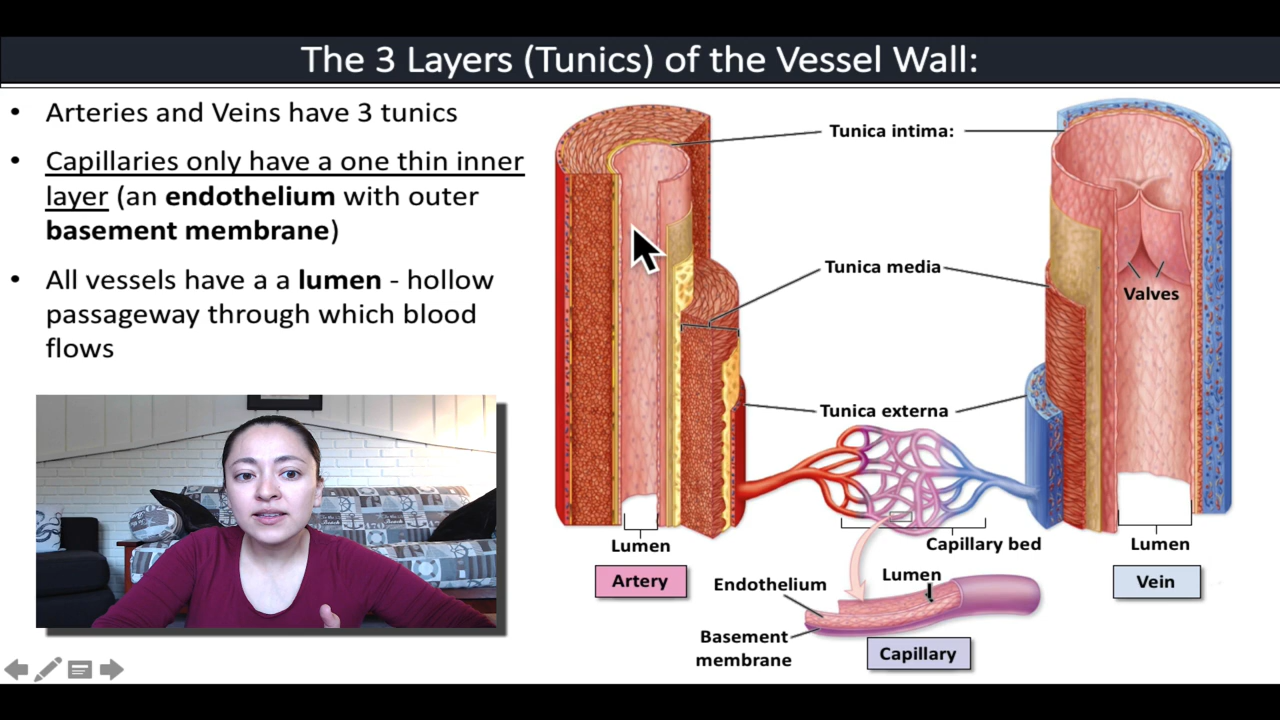 The 3 Layers (Tunics) of the Vessel Wall:
• Arteries and Veins have 3 tunics
• Capillaries only have a one thin inner
layer (an endothelium with outer
basement membrane)
• All vessels have a a lumen - hollow
passageway through which blood
flows
Tunica intima:
Tunica media
Valves
Tunica externa
Lumen
Capillary bed
Lumen
Artery
Endothelium
Lumen
Vein
Basement
membrane
Capillary